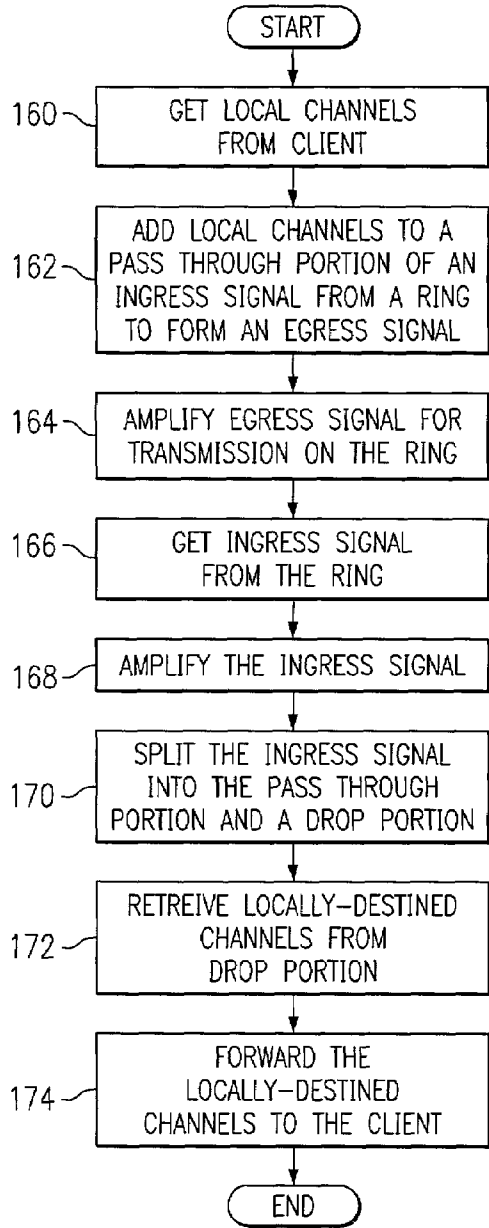 START
160
GET LOCAL CHANNELS
FROM CLIENT
162
ADD LOCAL CHANNELS TO A
PASS THROUGH PORTION OF AN
INGRESS SIGNAL FROM A RING
TO FORM AN EGRESS SIGNAL
164
AMPLIFY EGRESS SIGNAL FOR
TRANSMISSION ON THE RING
166
GET INGRESS SIGNAL
FROM THE RING
168
AMPLIFY THE INGRESS SIGNAL
170
SPLIT THE INGRESS SIGNAL
INTO THE PASS THROUGH
PORTION AND A DROP PORTION
172
RETREIVE LOCALLY-DESTINED
CHANNELS FROM
DROP PORTION
174
FORWARD THE
LOCALLY-DESTINED
CHANNELS TO THE CLIENT
END